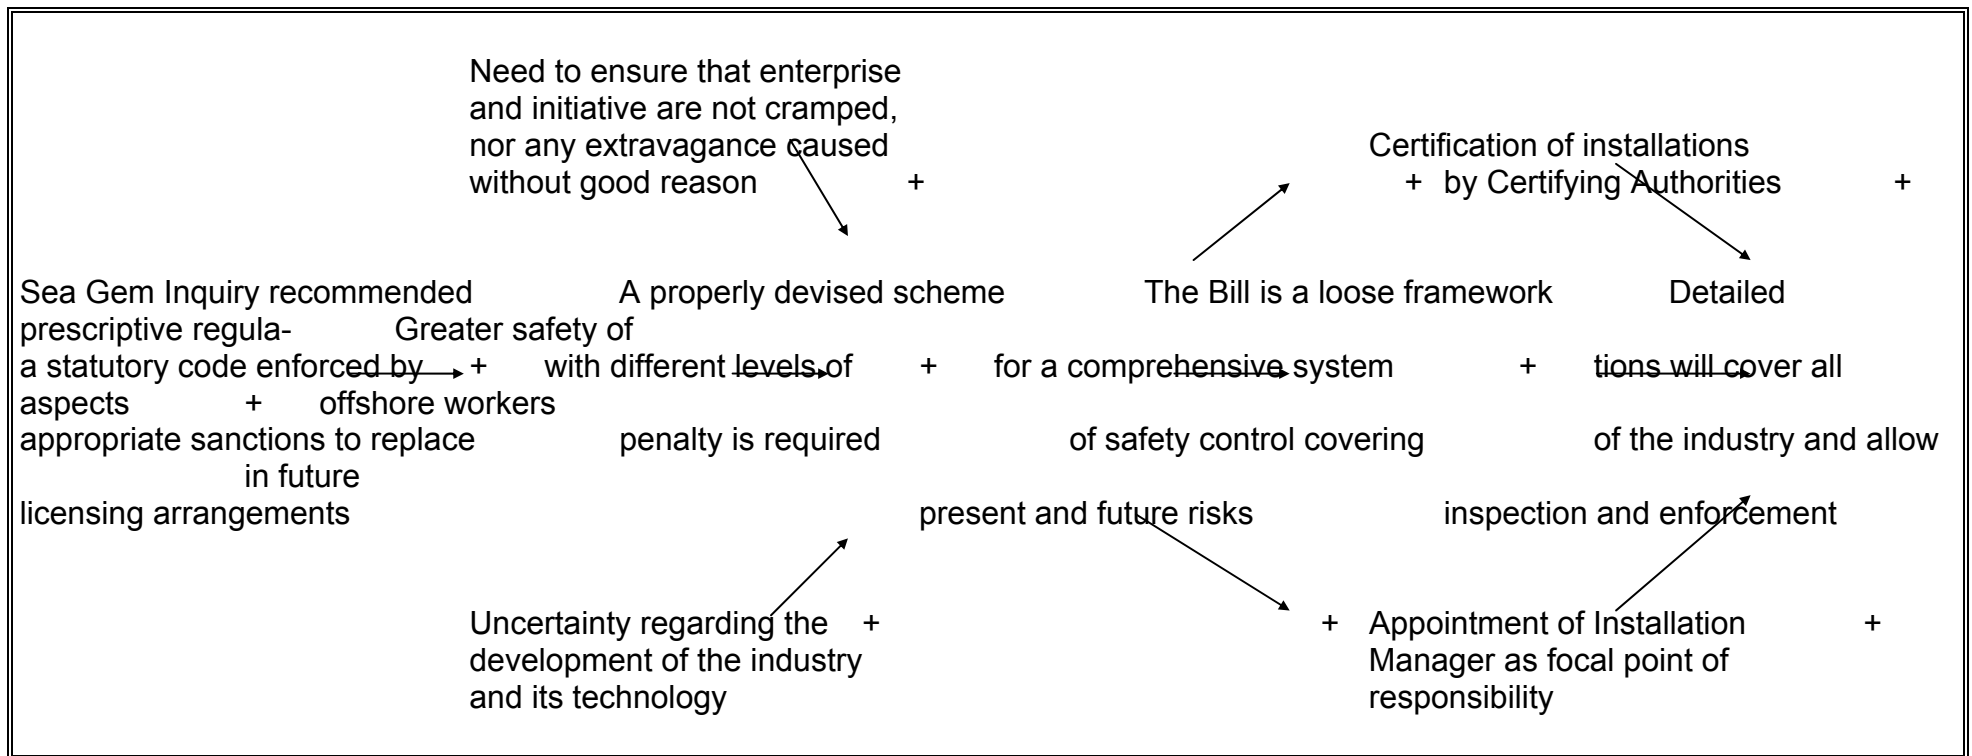 Need to ensure that enterprise
and initiative are not cramped,
nor any extravagance caused Certification of installations
without good reason + + by Certifying Authorities +
Sea Gem Inquiry recommended A properly devised scheme The Bill is a loose framework Detailed
prescriptive regula- Greater safety of
a statutory code enforced by + with different levels of + for a comprehensive system + tions will cover all
aspects + offshore workers
appropriate sanctions to replace penalty is required of safety control covering of the industry and allow
in future
licensing arrangements present and future risks inspection and enforcement
Uncertainty regarding the + + Appointment of Installation +
development of the industry Manager as focal point of
and its technology responsibility